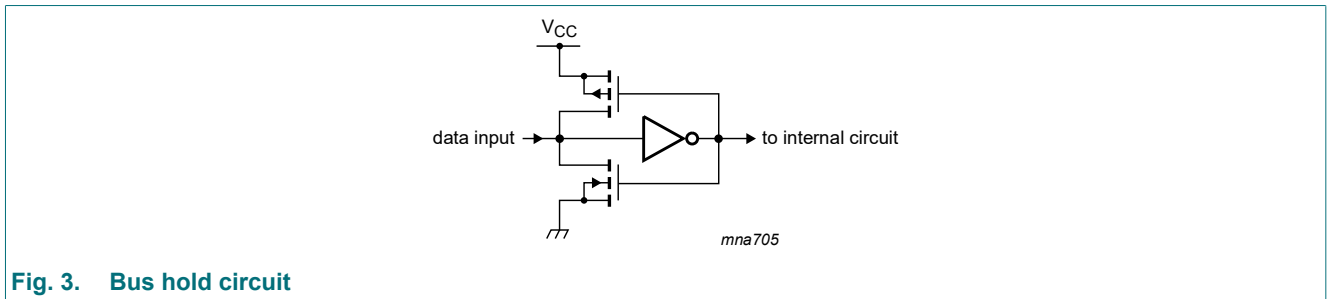 VCC
data input
to internal circuit
mna705
Fig. 3. Bus hold circuit